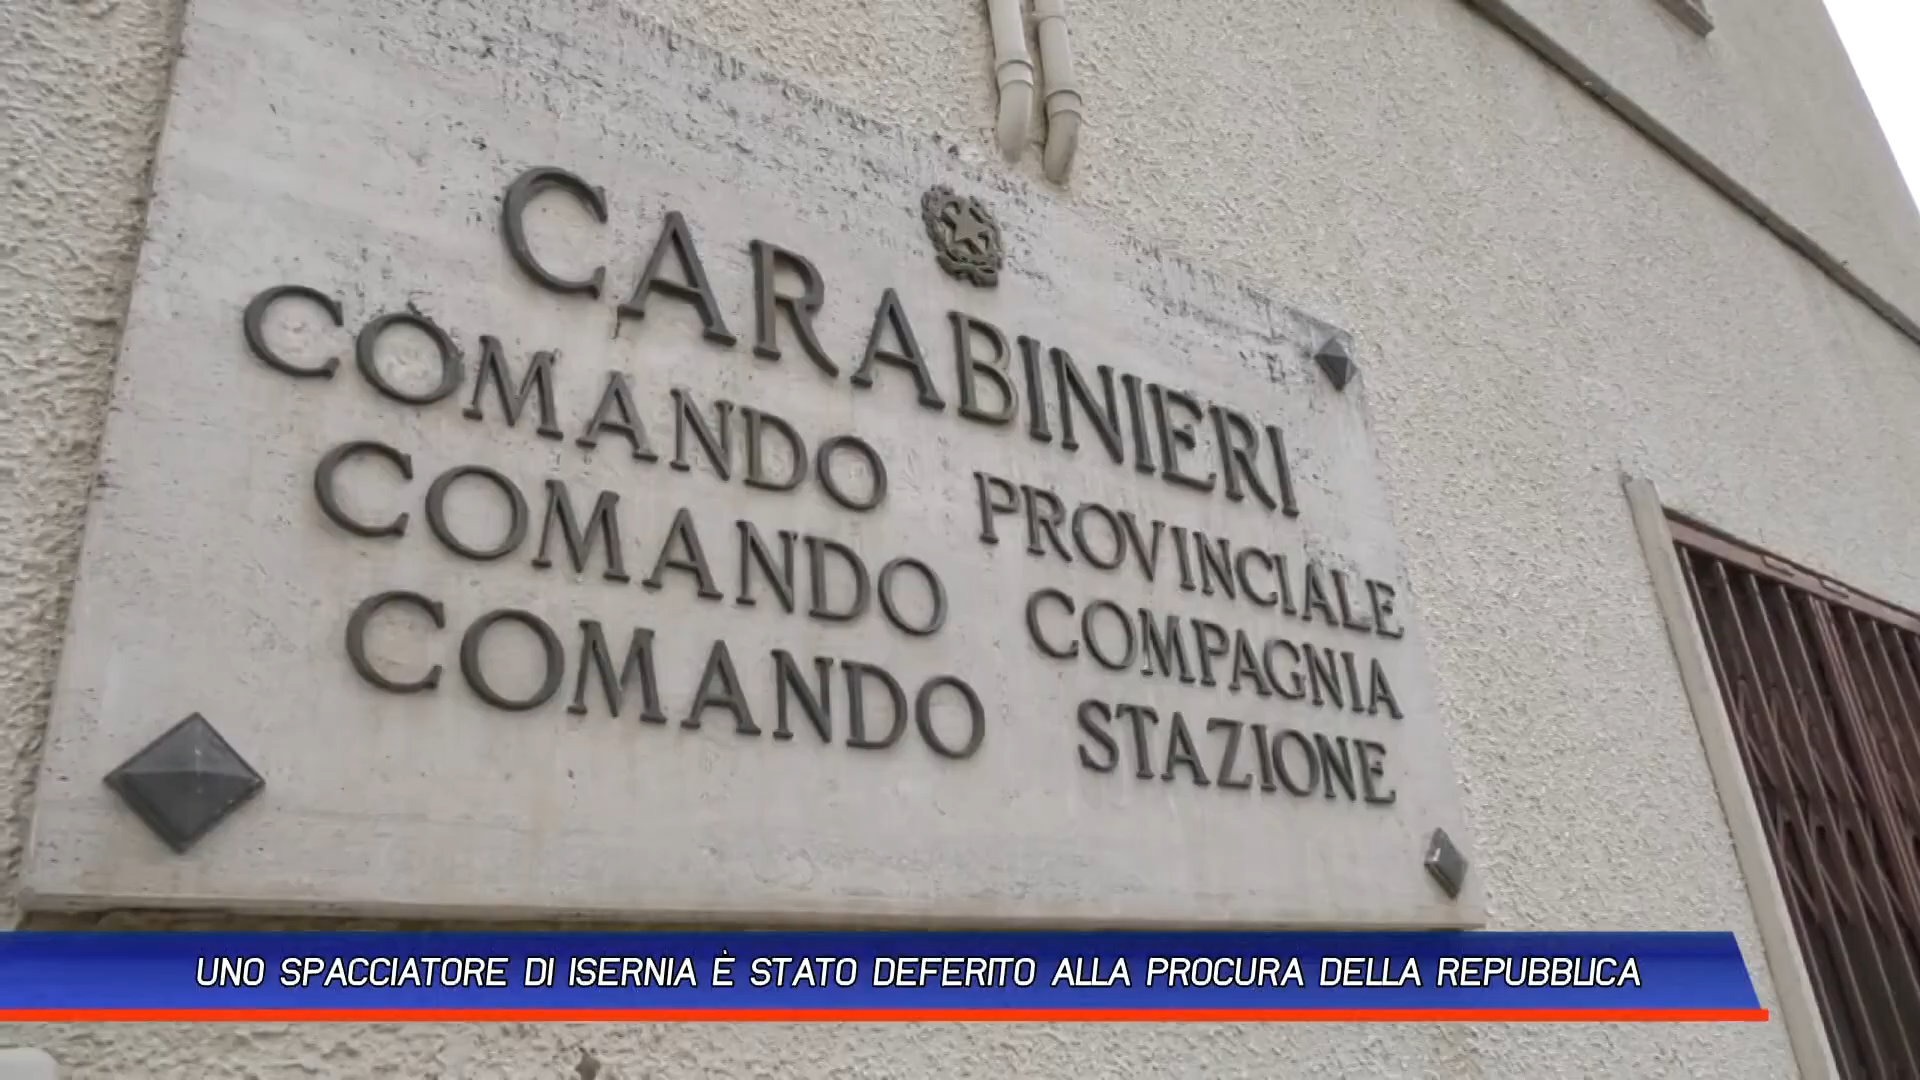 CARABINIERI
COMANDO PROVINCIALE
COMANDO COMPAGNIA
COMANDO STAZIONE
UNO SPACCIATORE DI ISERNIA È STATO DEFERITO ALLA PROCURA DELLA REPUBBLICA